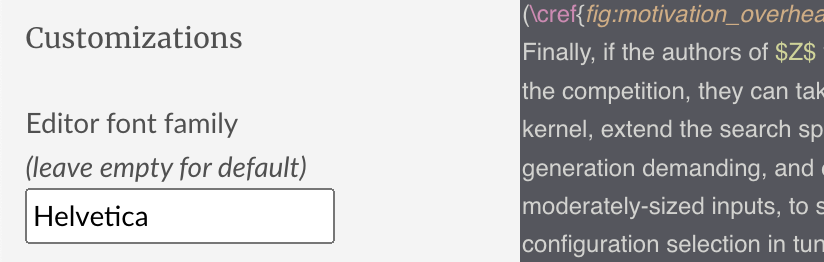 Customizations
Editor font family
(leave empty for default)
Helvetica
(\cref{fig:motivation_overhea
Finally, if the authors of $Z$
the competition, they can tak
kernel, extend the search sp
generation demanding, and
moderately-sized inputs, to
configuration selection in tun